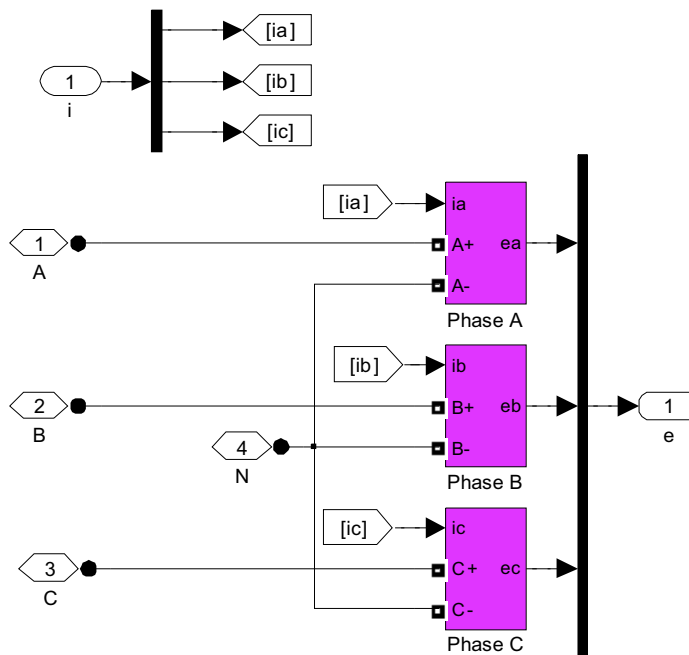 [ia]
1
i
[ib]
[ic]
[ia]
ia
1
A
A+
ea
A-
Phase A
[ib]
ib
2
B
B+
eb
1
e
4
N
B-
Phase B
[ic]
ic
3
C
C+
ec
C-
Phase C